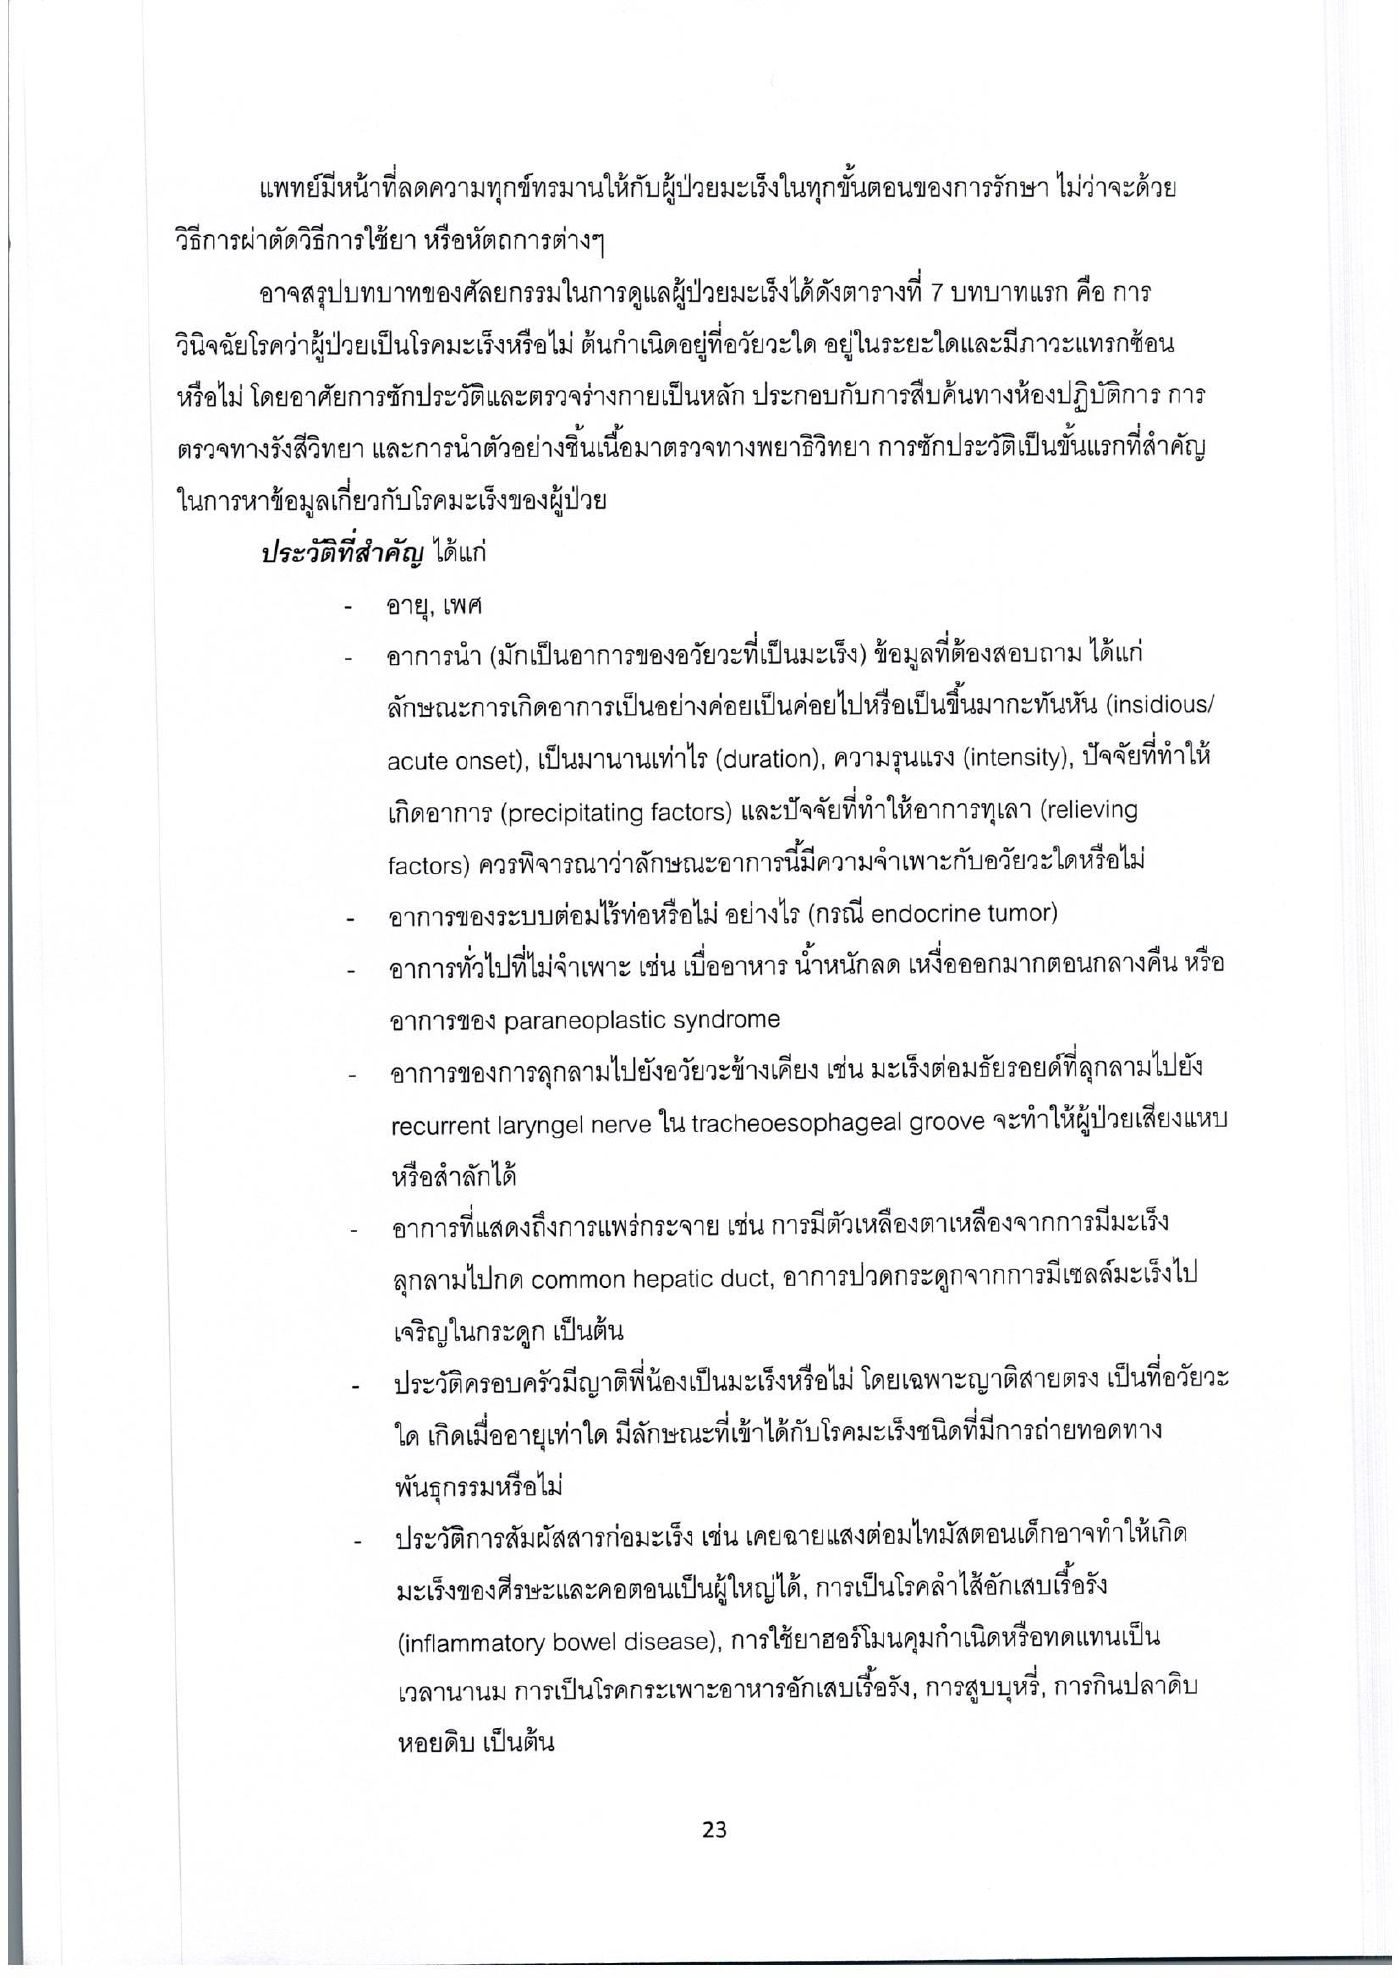 แพทย์มีหน้าที่ลดความทุกข์ทรมานให้กับผู้ป่วยมะเร็งในทุกขั้นตอนของการรักษา ไม่ว่าจะด้วย
วิธีการผ่าตัดวิธีการใช้ยา หรือหัตถการต่างๆ
อาจสรุปบทบาทของศัลยกรรมในการดูแลผู้ป่วยมะเร็งได้ดังตารางที่ 7 บทบาทแรก คือ การ
วินิจฉัยโรคว่าผู้ป่วยเป็นโรคมะเร็งหรือไม่ ต้นกำเนิดอยู่ที่อวัยวะใด อยู่ในระยะใดและมีภาวะแทรกซ้อน
หรือไม่ โดยอาศัยการซักประวัติและตรวจร่างกายเป็นหลัก ประกอบกับการสืบค้นทางห้องปฏิบัติการ การ
ตรวจทางรังสีวิทยา และการนำตัวอย่างชิ้นเนื้อมาตรวจทางพยาธิวิทยา การซักประวัติเป็นขั้นแรกที่สำคัญ
ในการหาข้อมูลเกี่ยวกับโรคมะเร็งของผู้ป่วย
ประวัติที่สำคัญ ได้แก่
- อายุ, เพศ
- อาการนำ (มักเป็นอาการของอวัยวะที่เป็นมะเร็ง) ข้อมูลที่ต้องสอบถาม ได้แก่
ลักษณะการเกิดอาการเป็นอย่างค่อยเป็นค่อยไปหรือเป็นขึ้นมากะทันหัน (insidious/
acute onset), เป็นมานานเท่าไร (duration), ความรุนแรง (intensity), ปัจจัยที่ทำให้
เกิดอาการ (precipitating factors) และปัจจัยที่ทำให้อาการทุเลา (relieving
factors) ควรพิจารณาว่าลักษณะอาการนี้มีความจำเพาะกับอวัยวะใดหรือไม่
- อาการของระบบต่อมไร้ท่อหรือไม่ อย่างไร (กรณี endocrine tumor)
- อาการทั่วไปที่ไม่จำเพาะ เช่น เบื่ออาหาร น้ำหนักลด เหงื่อออกมากตอนกลางคืน หรือ
อาการของ paraneoplastic syndrome
- อาการของการลุกลามไปยังอวัยวะข้างเคียง เช่น มะเร็งต่อมธัยรอยด์ที่ลุกลามไปยัง
recurrent laryngel nerve ใน tracheoesophageal groove จะทำให้ผู้ป่วยเสียงแหบ
หรือสำลักได้
- อาการที่แสดงถึงการแพร่กระจาย เช่น การมีตัวเหลืองตาเหลืองจากการมีมะเร็ง
ลุกลามไปกด common hepatic duct, อาการปวดกระดูกจากการมีเซลล์มะเร็งไป
เจริญในกระดูก เป็นต้น
- ประวัติครอบครัวมีญาติพี่น้องเป็นมะเร็งหรือไม่ โดยเฉพาะญาติสายตรง เป็นที่อวัยวะ
ใด เกิดเมื่ออายุเท่าใด มีลักษณะที่เข้าได้กับโรคมะเร็งชนิดที่มีการถ่ายทอดทาง
พันธุกรรมหรือไม่
- ประวัติการสัมผัสสารก่อมะเร็ง เช่น เคยฉายแสงต่อมไทมัสตอนเด็กอาจทำให้เกิด
มะเร็งของศีรษะและคอตอนเป็นผู้ใหญ่ได้, การเป็นโรคลำไส้อักเสบเรื้อรัง
(inflammatory bowel disease), การใช้ยาฮอร์โมนคุมกำเนิดหรือทดแทนเป็น
เวลานานม การเป็นโรคกระเพาะอาหารอักเสบเรื้อรัง, การสูบบุหรี่, การกินปลาดิบ
หอยดิบ เป็นต้น
23